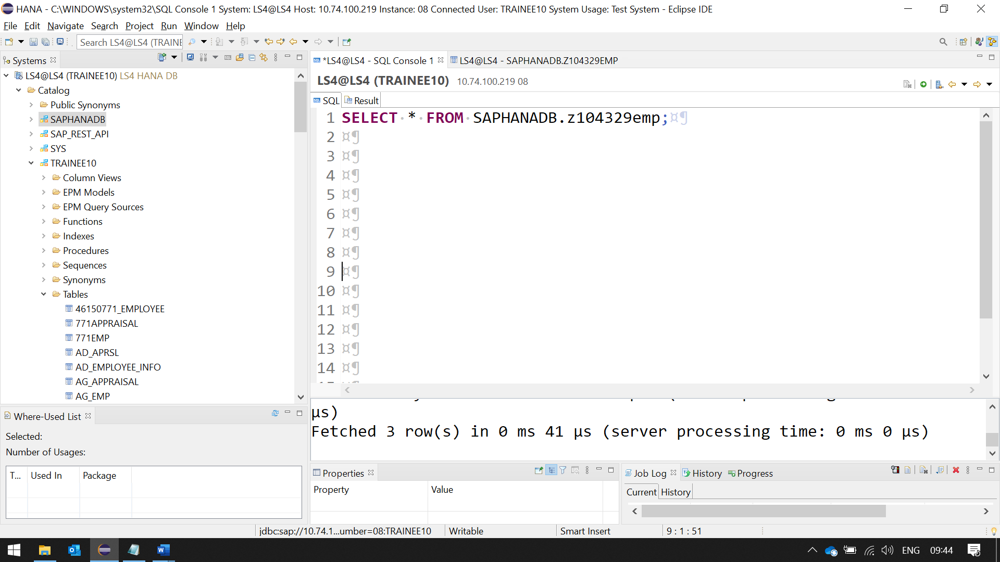 HANA - C:\WINDOWS\system32\SQL Console 1 System: LS4@LS4 Host: 10.74.100.219 Instance: 08 Connected User: TRAINEE10 System Usage: Test System - Eclipse IDE
File Edit Navigate Search Project Run Window Help
Search LS4@LS4 (TRAINE
Systems
LS4@LS4 (TRAINEE10) LS4 HANA DB
Catalog
Public Synonyms
SAPHANADB
SAP_REST_API
SYS
TRAINEE10
Column Views
EPM Models
EPM Query Sources
Functions
Indexes
Procedures
Sequences
Synonyms
Tables
46150771_EMPLOYEE
771APPRAISAL
771EMP
AD_APRSL
AD_EMPLOYEE_INFO
AG_APPRAISAL
AG_EMP
*LS4@LS4 - SQL Console 1 LS4@LS4 - SAPHANADB.Z104329EMP
LS4@LS4 (TRAINEE10) 10.74.100.219 08
SQL Result
1 SELECT·*·FROM·SAPHANADB.z104329emp;¤¶
2 ¤¶
3 ¤¶
4 ¤¶
5 ¤¶
6 ¤¶
7 ¤¶
8 ¤¶
9 ¤¶
10 ¤¶
11 ¤¶
12 ¤¶
13 ¤¶
14 ¤¶
µs)
Fetched 3 row(s) in 0 ms 41 µs (server processing time: 0 ms 0 µs)
Where-Used List
Selected:
Number of Usages:
T... Used In Package
Properties
Property Value
Job Log History Progress
Current History
jdbc:sap://10.74.1...umber=08:TRAINEE10 Writable Smart Insert 9 : 1 : 51
ENG 09:44